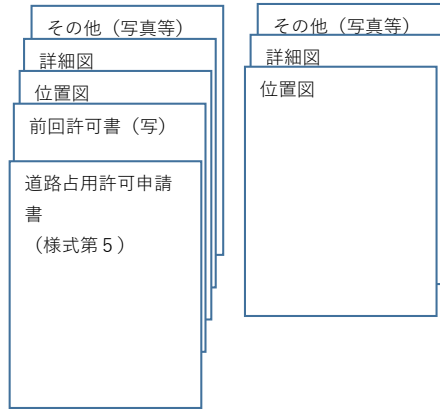 その他（写真等）
詳細図
位置図
前回許可書（写）
道路占用許可申請
書
（様式第５）
その他（写真等）
詳細図
位置図